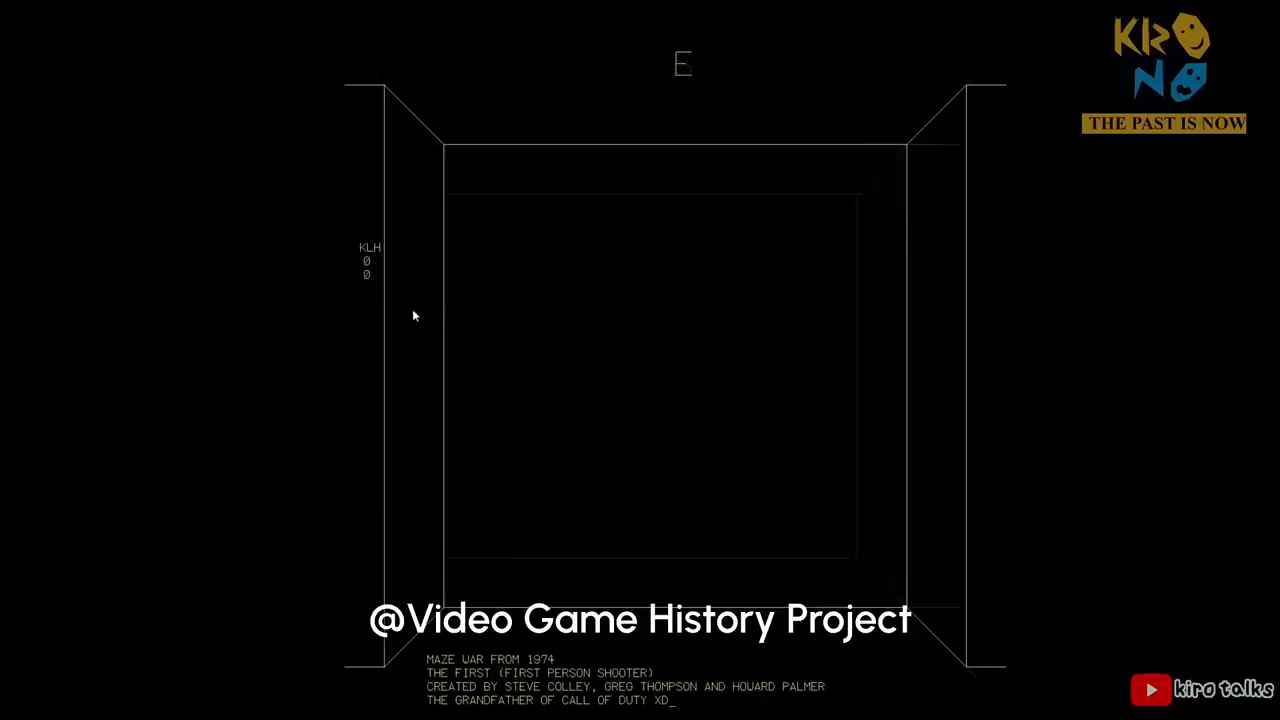 E
KIRO
NO
THE PAST IS NOW
KLH
0
0
@Video Game History Project
MAZE WAR FROM 1974
THE FIRST (FIRST PERSON SHOOTER)
CREATED BY STEVE COLLEY, GREG THOMPSON AND HOWARD PALMER
THE GRANDFATHER OF CALL OF DUTY XD_
kiro talks